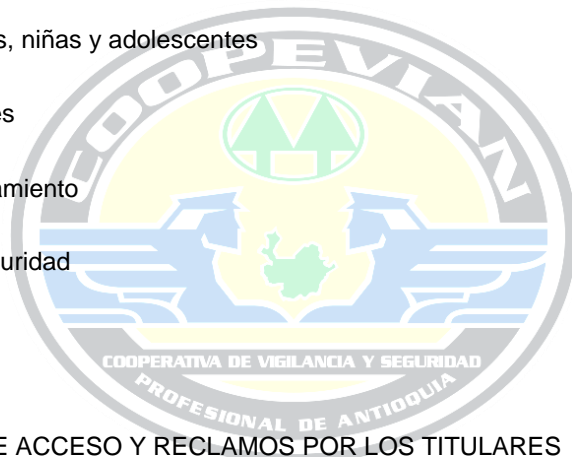 s, niñas y adolescentes
COOPEVIAN
es
amiento
uridad
COOPERATIVA DE VIGILANCIA Y SEGURIDAD
PROFESIONAL DE ANTIOQUIA
E ACCESO Y RECLAMOS POR LOS TITULARES